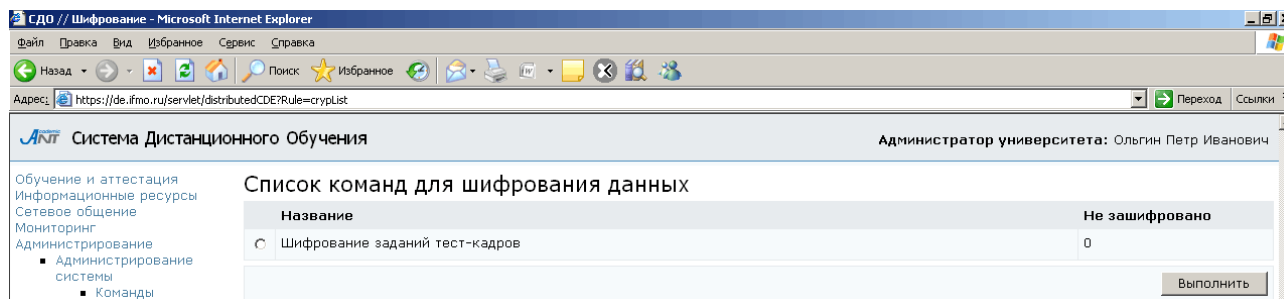 СДО // Шифрование - Microsoft Internet Explorer
Файл Правка Вид Избранное Сервис Справка
Назад Поиск Избранное
Адрес: https://de.ifmo.ru/servlet/distributedCDE?Rule=crypList Переход Ссылки
Academic ANT Система Дистанционного Обучения Администратор университета: Ольгин Петр Иванович
Обучение и аттестация
Информационные ресурсы
Сетевое общение
Мониторинг
Администрирование
Администрирование
системы
Команды
Список команд для шифрования данных
Название Не зашифровано
Шифрование заданий тест-кадров 0
Выполнить